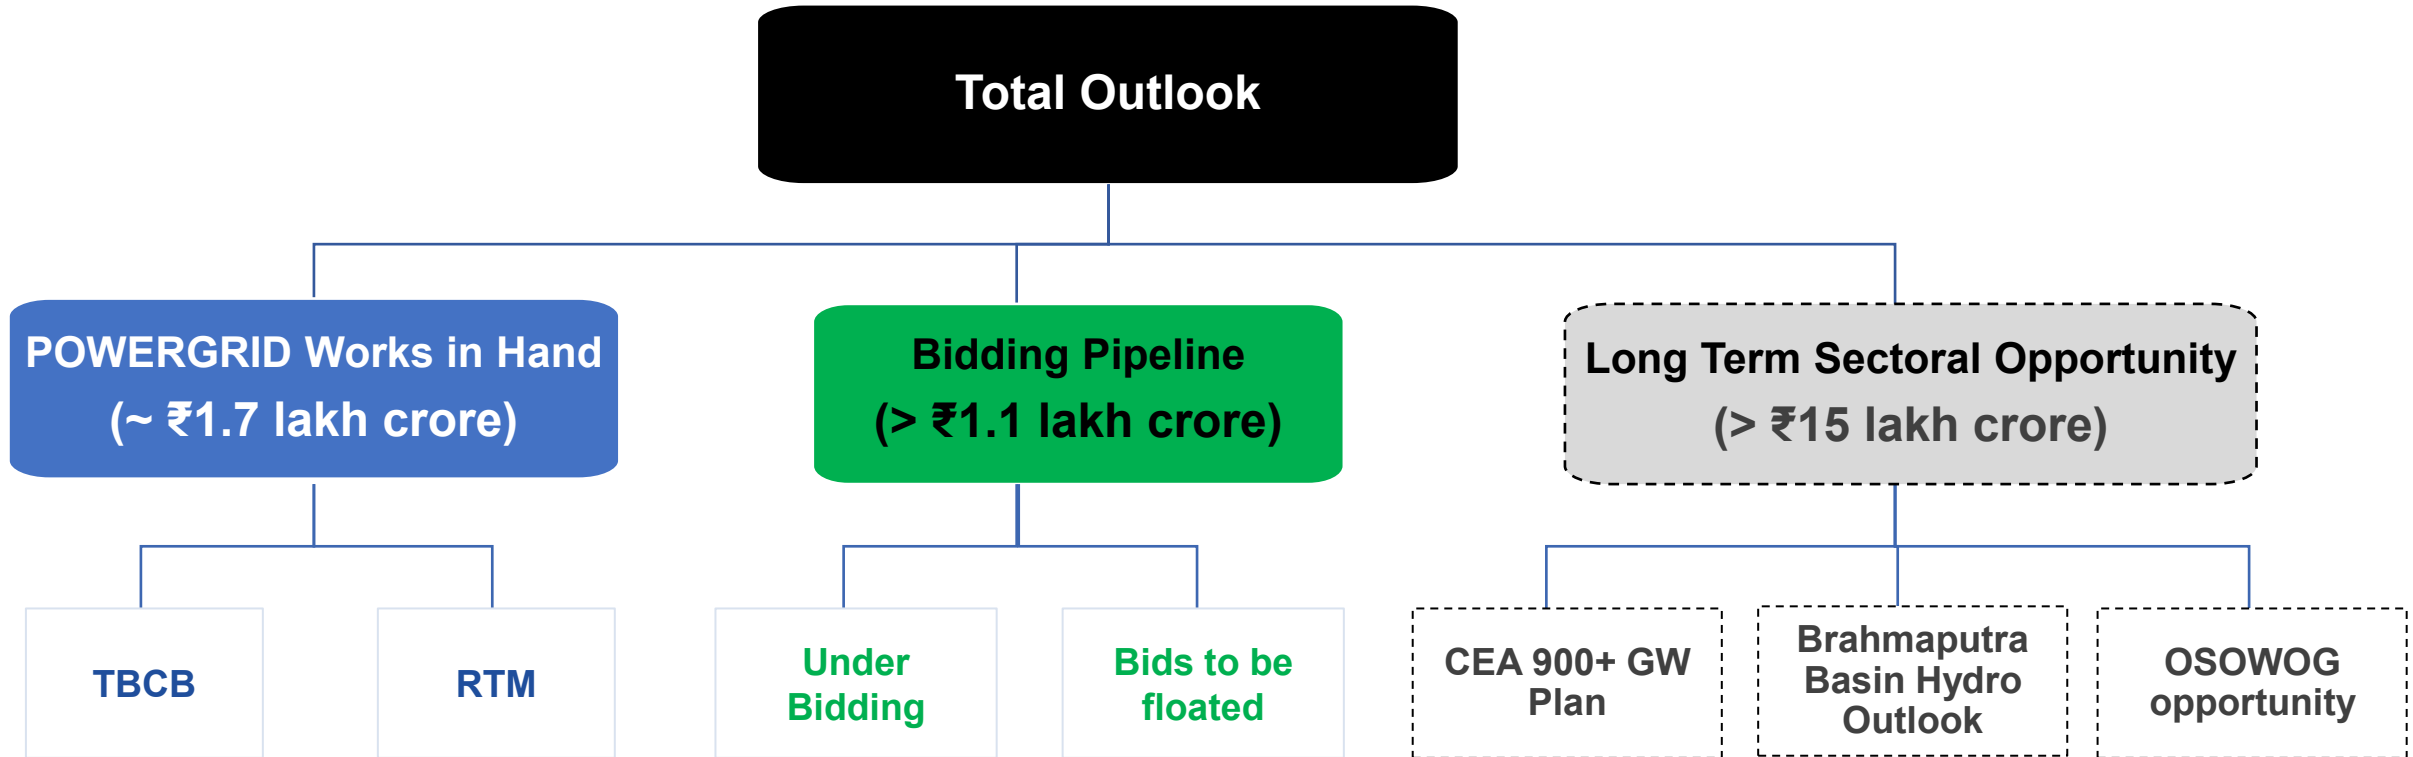 Total Outlook
POWERGRID Works in Hand
(~ ₹1.7 lakh crore)
Bidding Pipeline
(> ₹1.1 lakh crore)
Long Term Sectoral Opportunity
(> ₹15 lakh crore)
TBCB
RTM
Under
Bidding
Bids to be
floated
CEA 900+ GW
Plan
Brahmaputra
Basin Hydro
Outlook
OSOWOG
opportunity